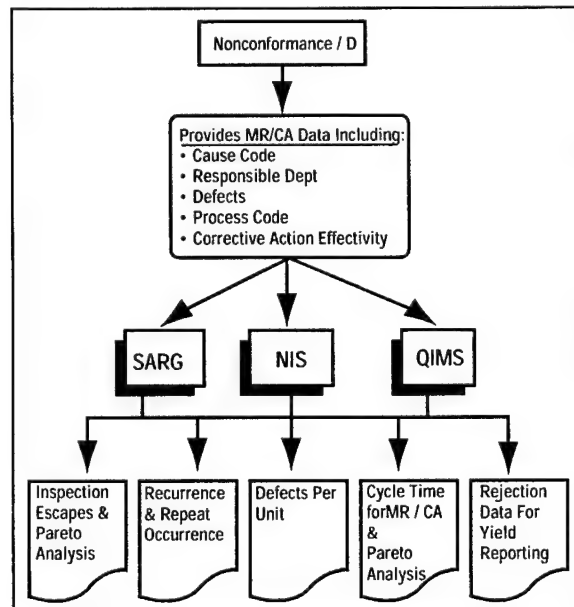 Nonconformance / D
Provides MR/CA Data Including:
• Cause Code
• Responsible Dept
• Defects
• Process Code
• Corrective Action Effectivity
SARG
NIS
QIMS
Inspection
Escapes &
Pareto
Analysis
Recurrence
& Repeat
Occurrence
Defects Per
Unit
Cycle Time
forMR / CA
&
Pareto
Analysis
Rejection
Data For
Yield
Reporting